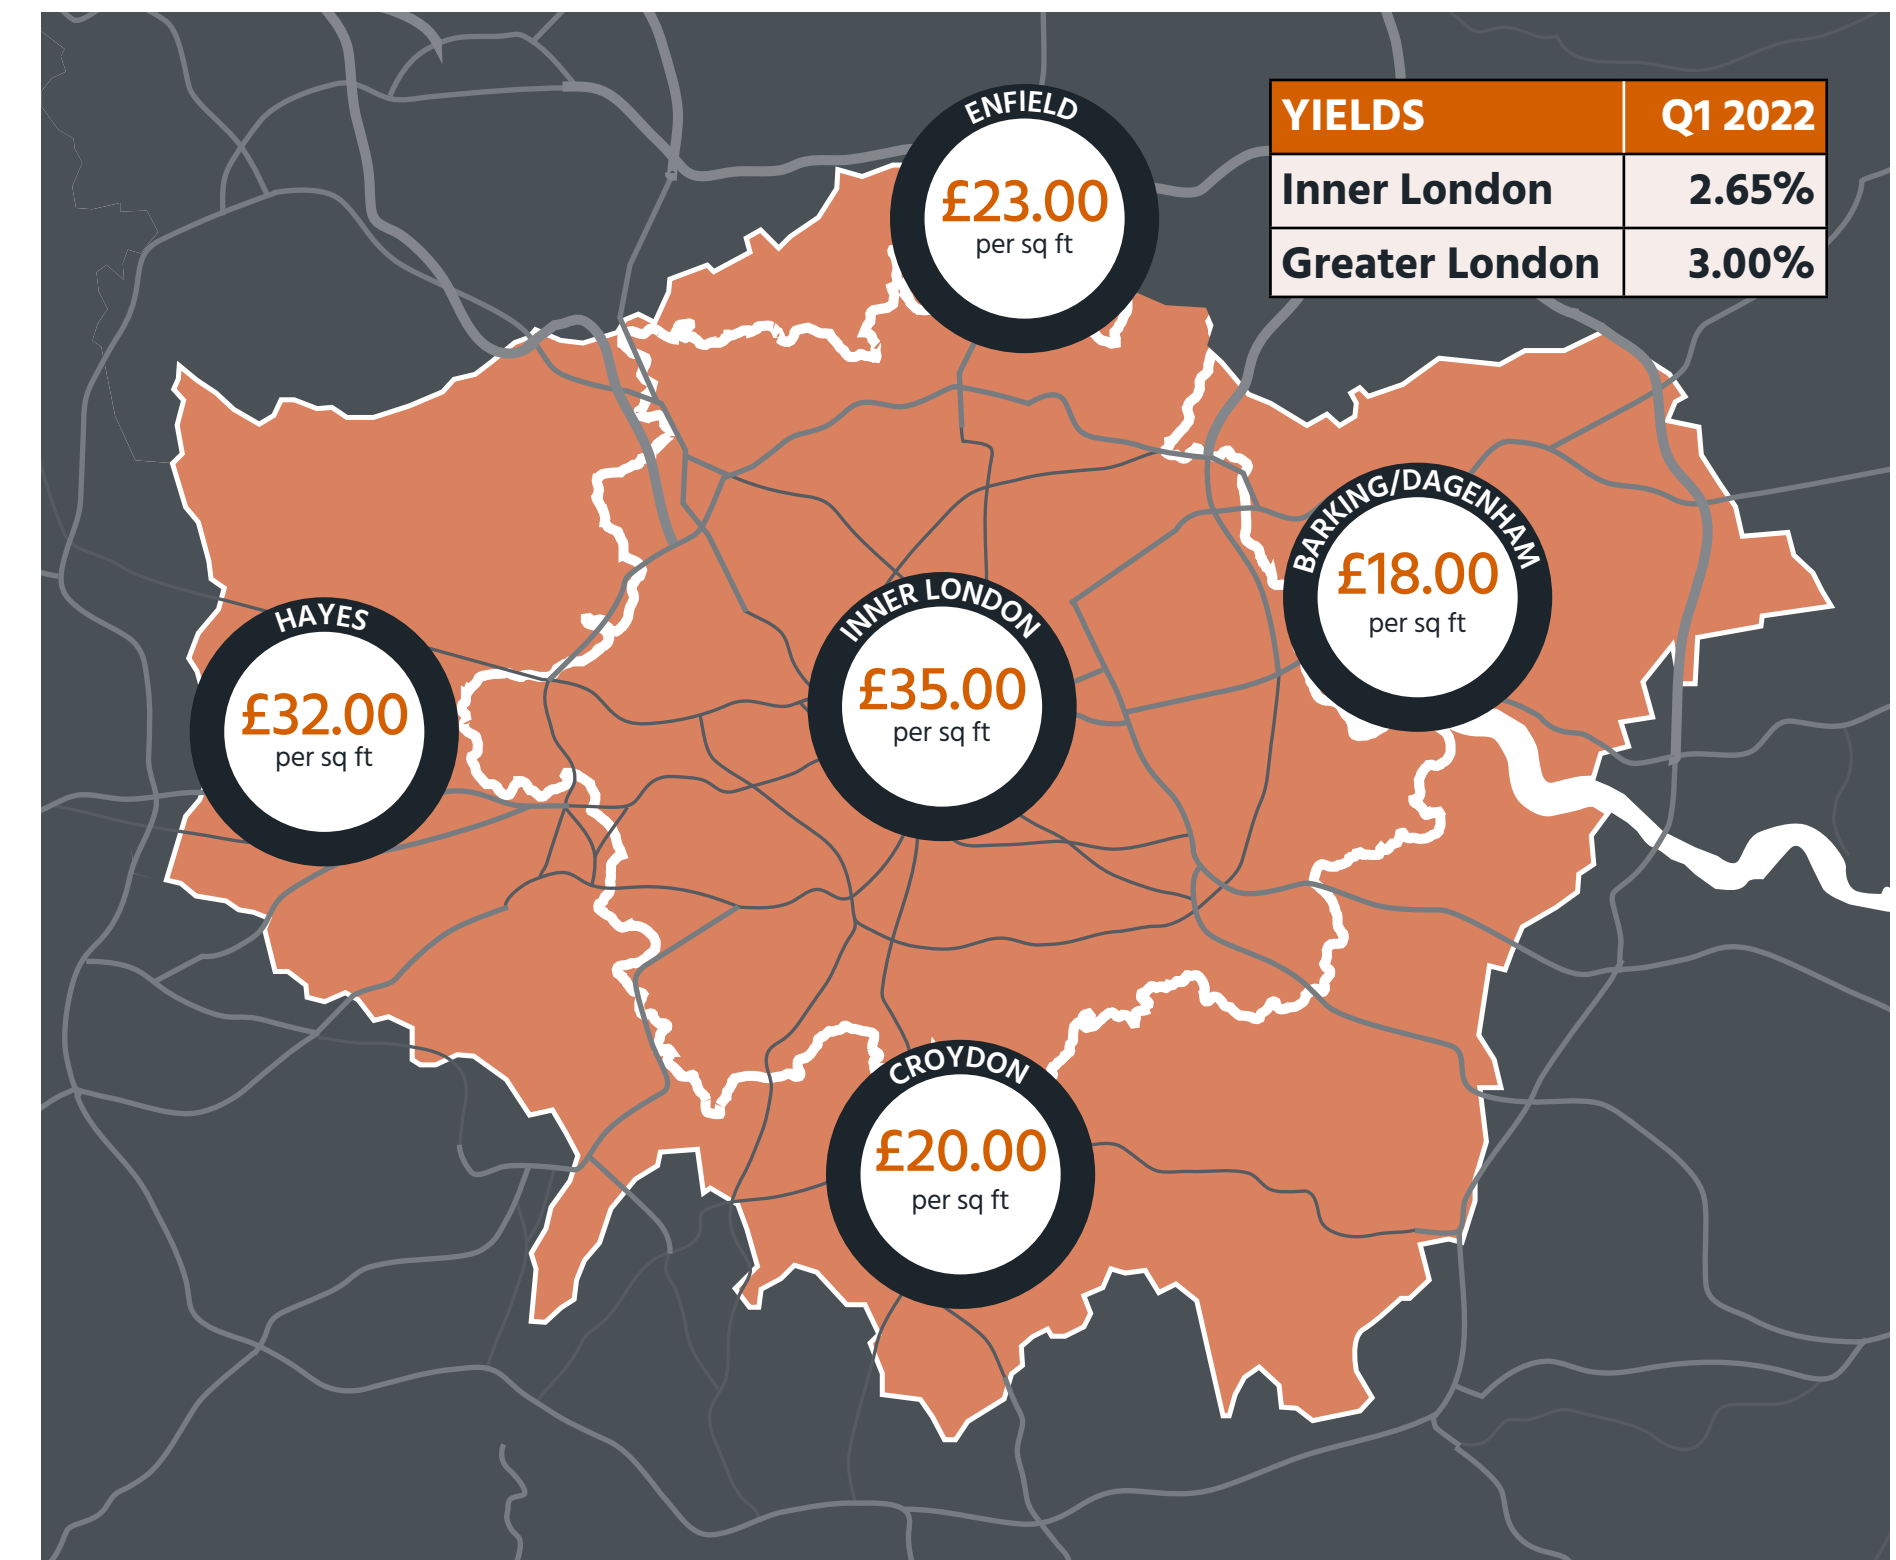 ENFIELD
£23.00
per sq ft
YIELDS Q1 2022
Inner London 2.65%
Greater London 3.00%
BARKING/DAGENHAM
£18.00
per sq ft
HAYES
£32.00
per sq ft
INNER LONDON
£35.00
per sq ft
CROYDON
£20.00
per sq ft